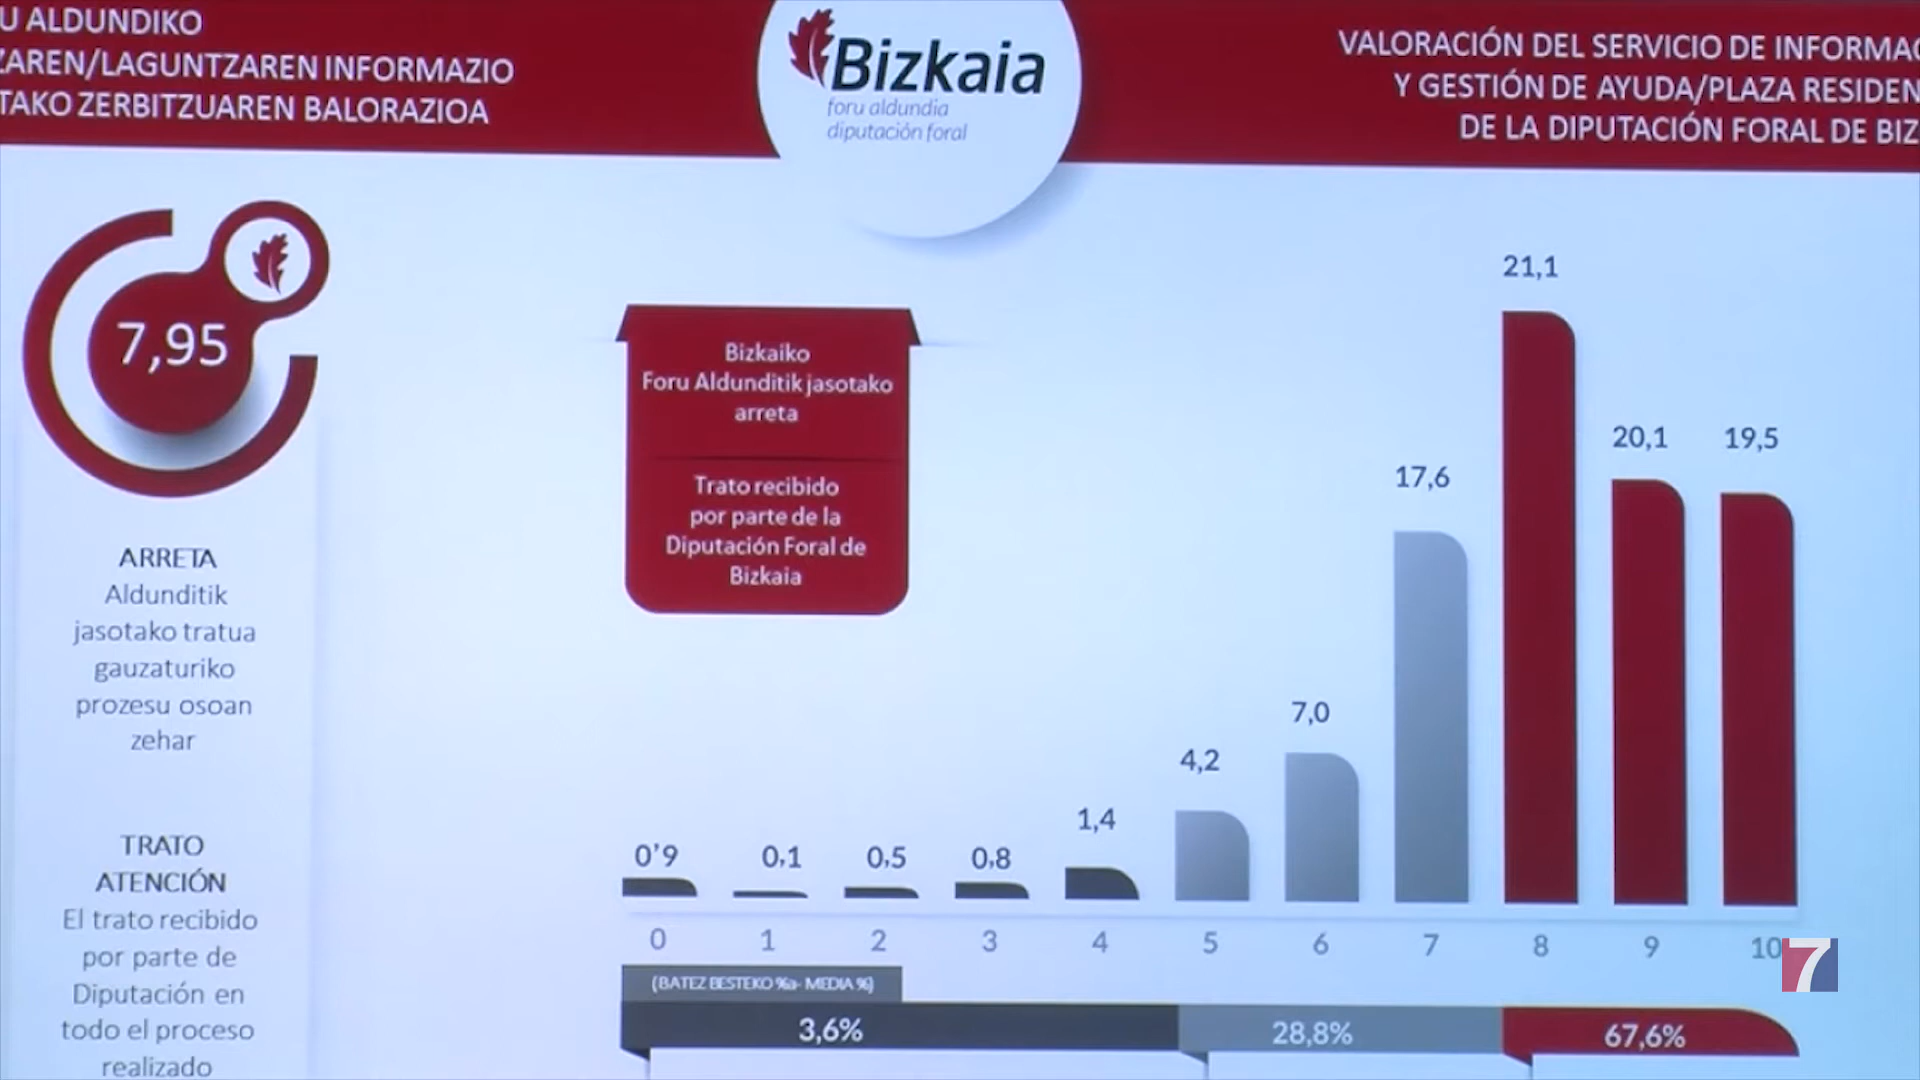 U ALDUNDIKO
ZAREN/LAGUNTZAREN INFORMAZIO
TAKO ZERBITZUAREN BALORAZIOA
Bizkaia
foru aldundia
diputación foral
VALORACIÓN DEL SERVICIO DE INFORMAC
Y GESTIÓN DE AYUDA/PLAZA RESIDEN
DE LA DIPUTACIÓN FORAL DE BIZ
7,95
ARRETA
Aldunditik
jasotako tratua
gauzaturiko
prozesu osoan
zehar
TRATO
ATENCIÓN
El trato recibido
por parte de
Diputación en
todo el proceso
realizado
Bizkaiko
Foru Aldunditik jasotako
arreta
Trato recibido
por parte de la
Diputación Foral de
Bizkaia
0'9
0,1
0,5
0,8
1,4
4,2
7,0
17,6
21,1
20,1
19,5
0 1 2 3 4 5 6 7 8 9 10
7
(BATEZ BESTEKO %a- MEDIA %)
3,6% 28,8% 67,6%